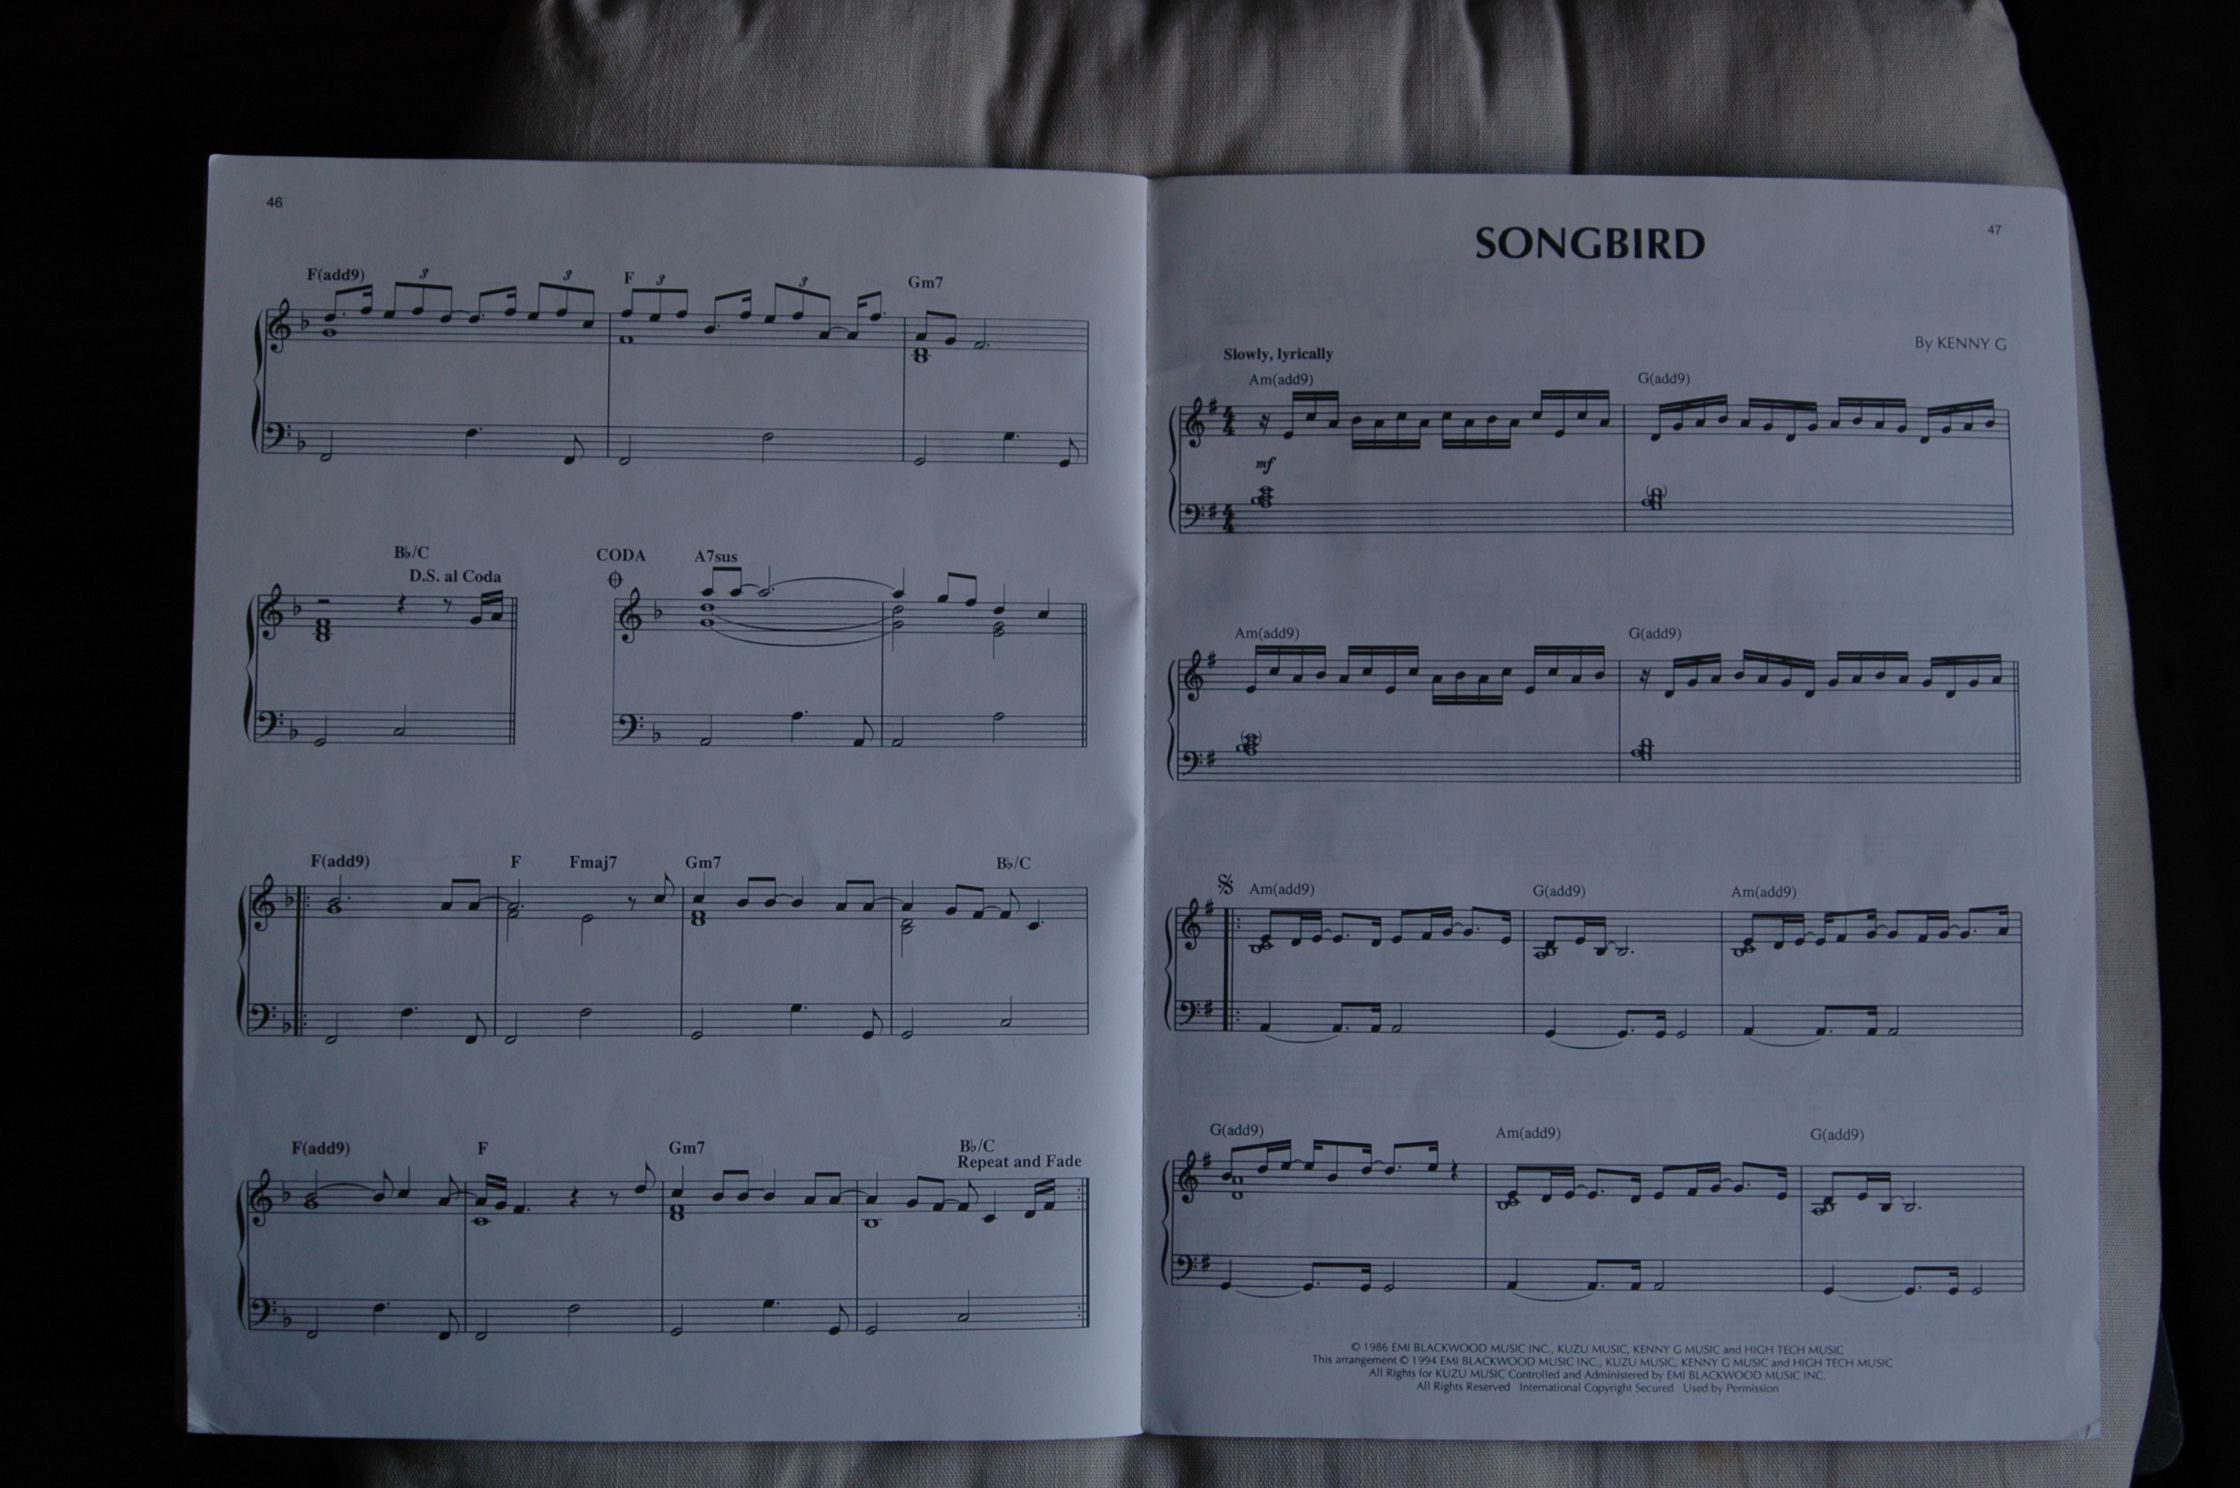 46
F(add9)
3
3
F
3
3
Gm7
B♭/C
D.S. al Coda
CODA
A7sus
F(add9)
F
Fmaj7
Gm7
B♭/C
F(add9)
F
Gm7
B♭/C
Repeat and Fade
47
SONGBIRD
By KENNY G
Slowly, lyrically
Am(add9)
G(add9)
mf
Am(add9)
G(add9)
Am(add9)
G(add9)
Am(add9)
G(add9)
Am(add9)
G(add9)
© 1986 EMI BLACKWOOD MUSIC INC., KUZU MUSIC, KENNY G MUSIC and HIGH TECH MUSIC
This arrangement © 1994 EMI BLACKWOOD MUSIC INC., KUZU MUSIC, KENNY G MUSIC and HIGH TECH MUSIC
All Rights for KUZU MUSIC Controlled and Administered by EMI BLACKWOOD MUSIC INC.
All Rights Reserved International Copyright Secured Used by Permission